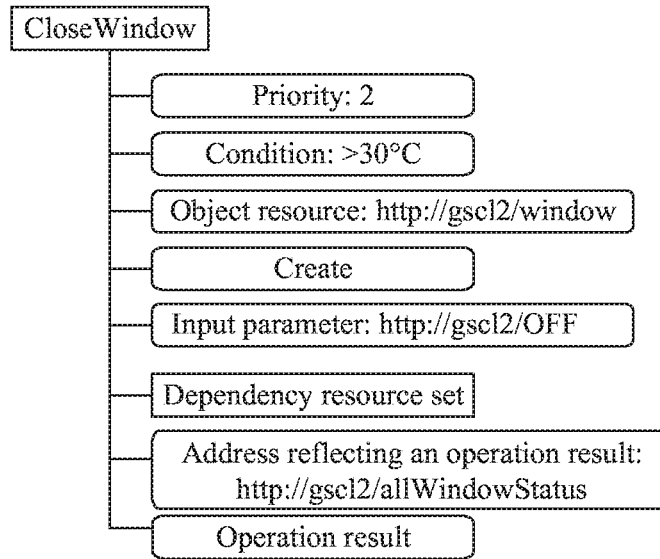 CloseWindow
Priority: 2
Condition: >30°C
Object resource: http://gscl2/window
Create
Input parameter: http://gscl2/OFF
Dependency resource set
Address reflecting an operation result:
http://gscl2/allWindowStatus
Operation result